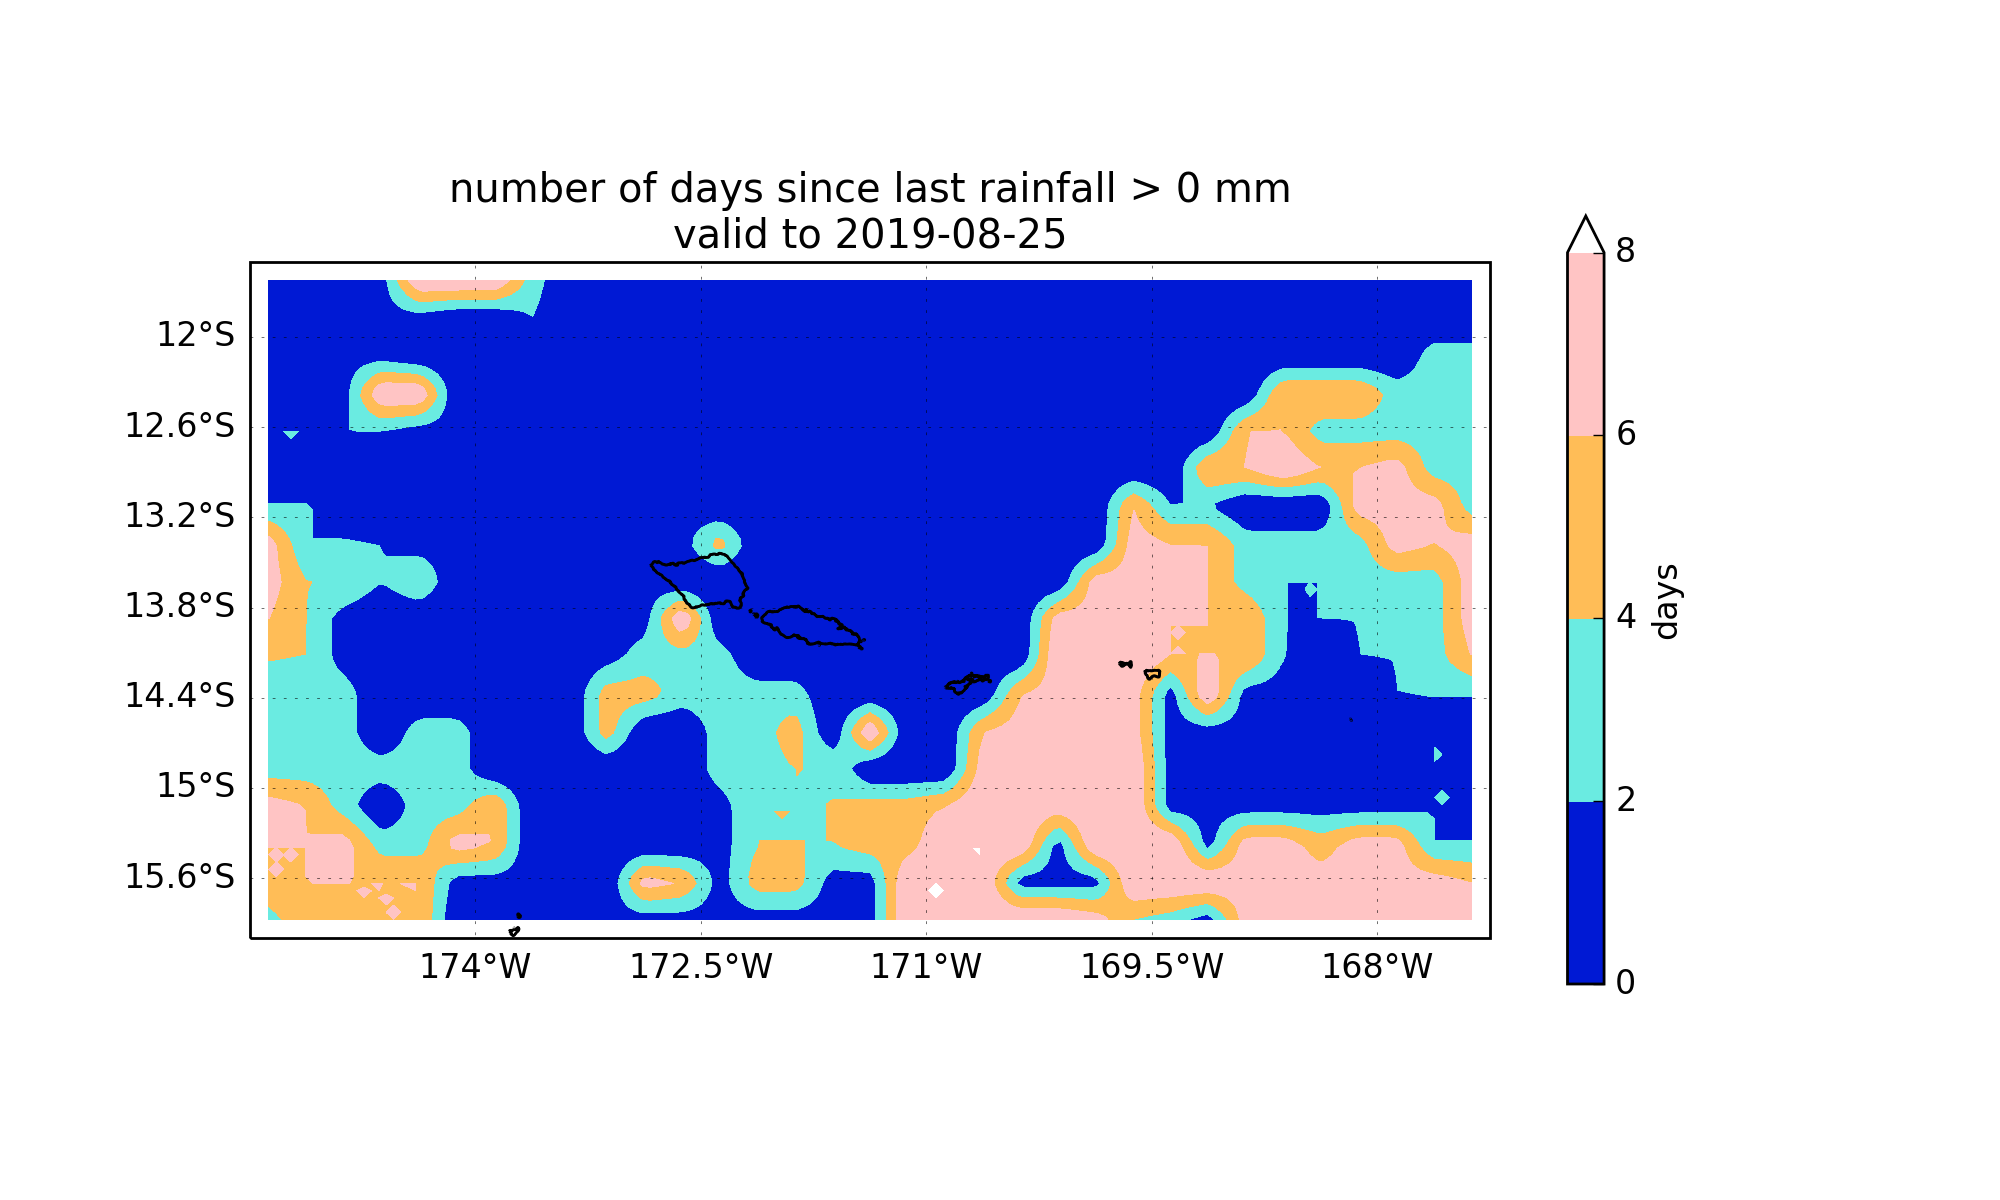 number of days since last rainfall > 0 mm
valid to 2019-08-25
12°S
12.6°S
13.2°S
13.8°S
14.4°S
15°S
15.6°S
174°W
172.5°W
171°W
169.5°W
168°W
8
6
4
2
0
days